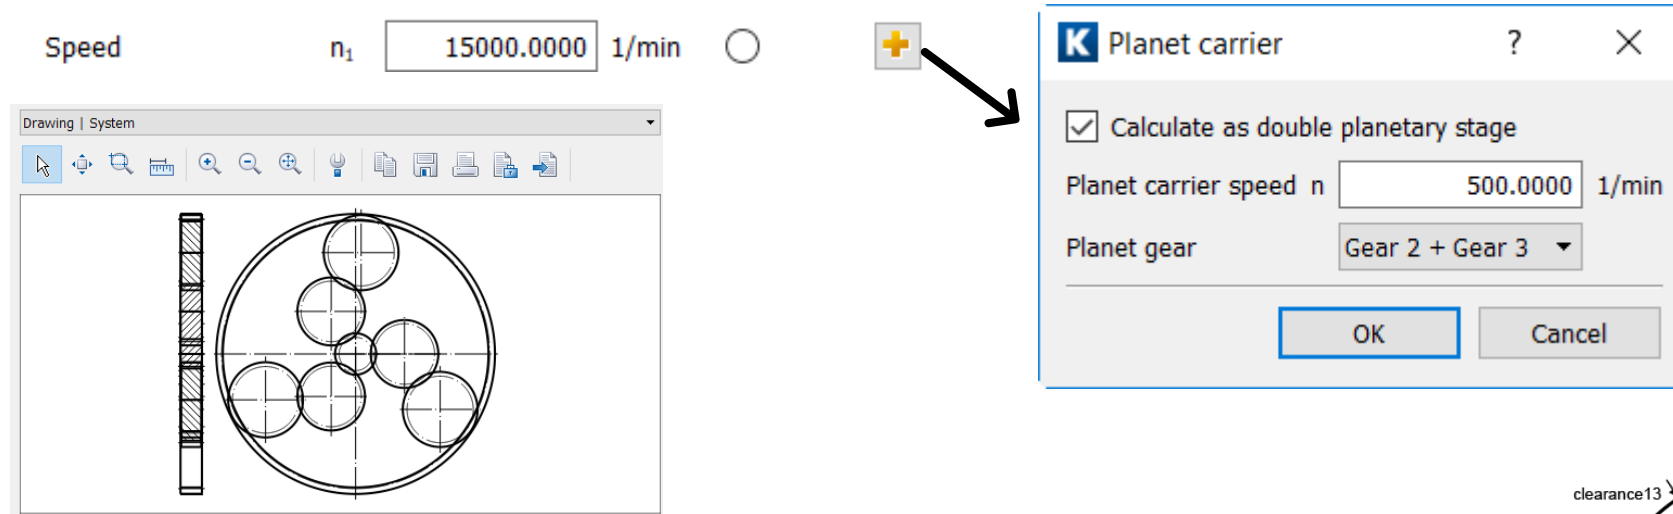 Speed n1 15000.0000 1/min
Drawing | System
K Planet carrier ? 
Calculate as double planetary stage
Planet carrier speed n 500.0000 1/min
Planet gear Gear 2 + Gear 3
OK Cancel
clearance13